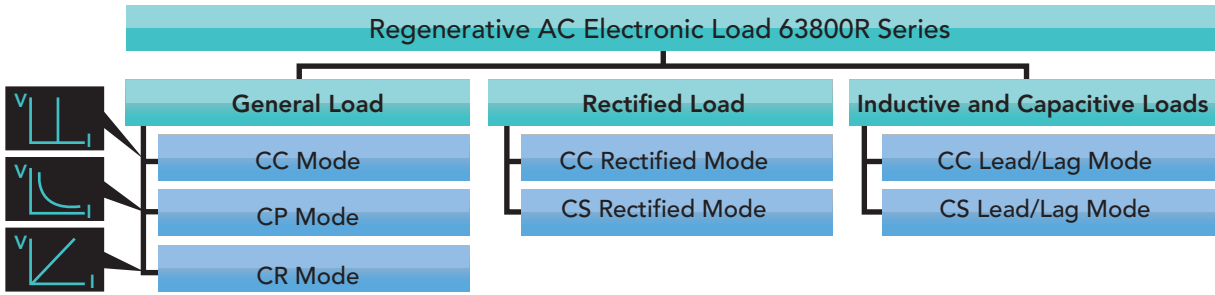 Regenerative AC Electronic Load 63800R Series
General Load
V
I
CC Mode
V
I
CP Mode
V
I
CR Mode
Rectified Load
CC Rectified Mode
CS Rectified Mode
Inductive and Capacitive Loads
CC Lead/Lag Mode
CS Lead/Lag Mode